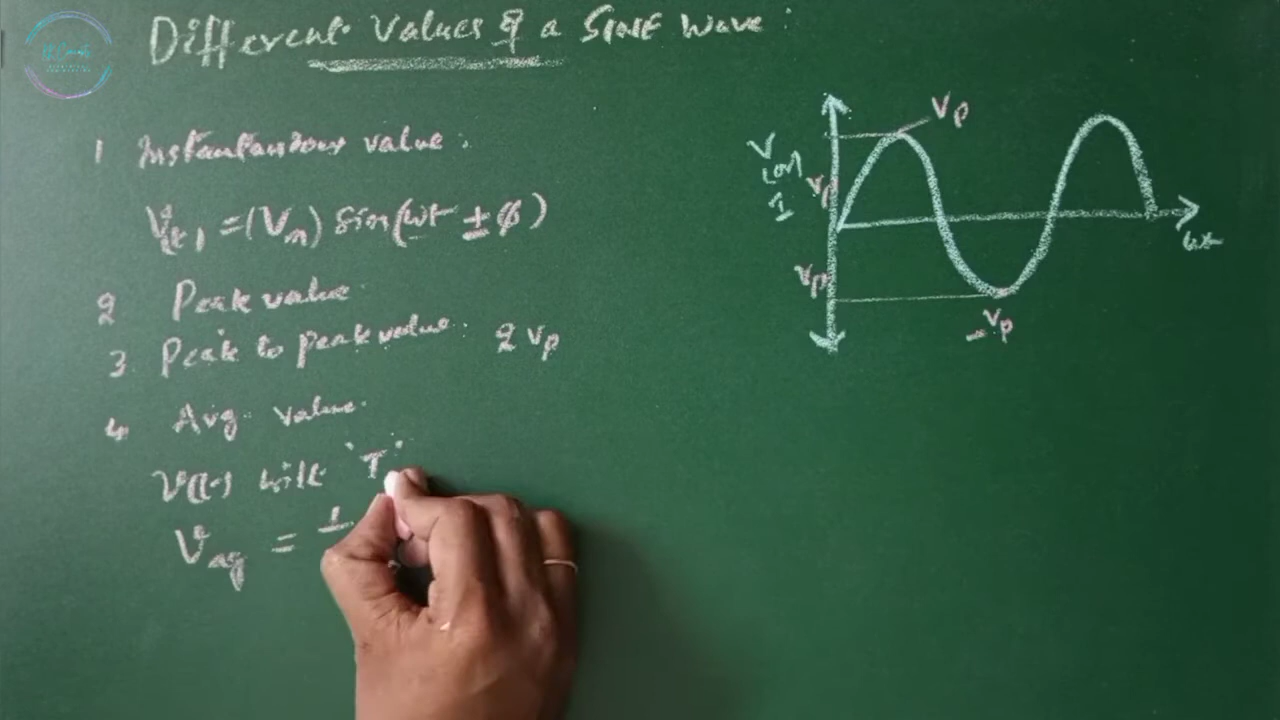 Different Values of a Sine Wave :
1 Instantaneous value .
V(t) = (Vm) sin(ωt ± φ)
2 Peak value
3 Peak to peak value . 2 Vp
4 Avg. value.
V(t) with 'T'
Vavg = 1
Vp
V
(or)
I
Vp
Vp
-Vp
ωt